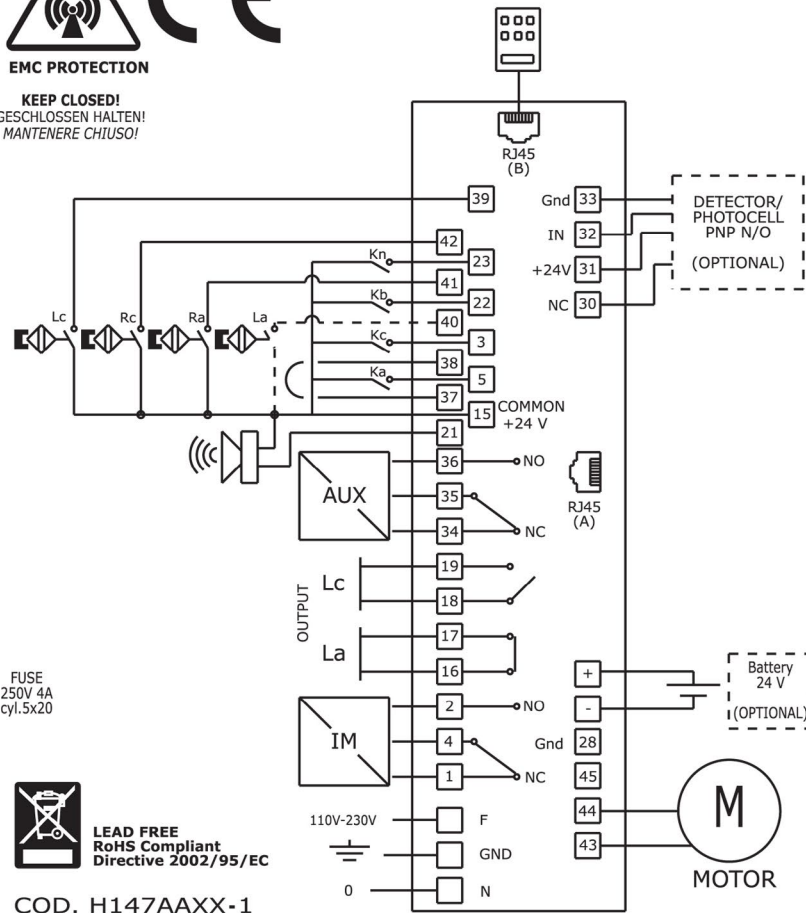 CE
EMC PROTECTION
KEEP CLOSED!
GESCHLOSSEN HALTEN!
MANTENERE CHIUSO!
RJ45
(B)
39
Gnd 33
DETECTOR/
PHOTOCELL
PNP N/O
(OPTIONAL)
42
IN 32
Kn
23
+24V 31
41
Kb
22
NC 30
Lc
Rc
Ra
La
40
Kc
3
38
Ka
5
37
15
COMMON
+24 V
21
36
NO
AUX
35
RJ45
(A)
34
NC
OUTPUT
Lc
19
18
La
17
16
FUSE
250V 4A
cyl.5x20
+
-
Battery
24 V
(OPTIONAL)
IM
2
NO
4
Gnd 28
1
NC
45
44
43
M
MOTOR
110V-230V
F
GND
0
N
LEAD FREE
RoHS Compliant
Directive 2002/95/EC
COD. H147AAXX-1